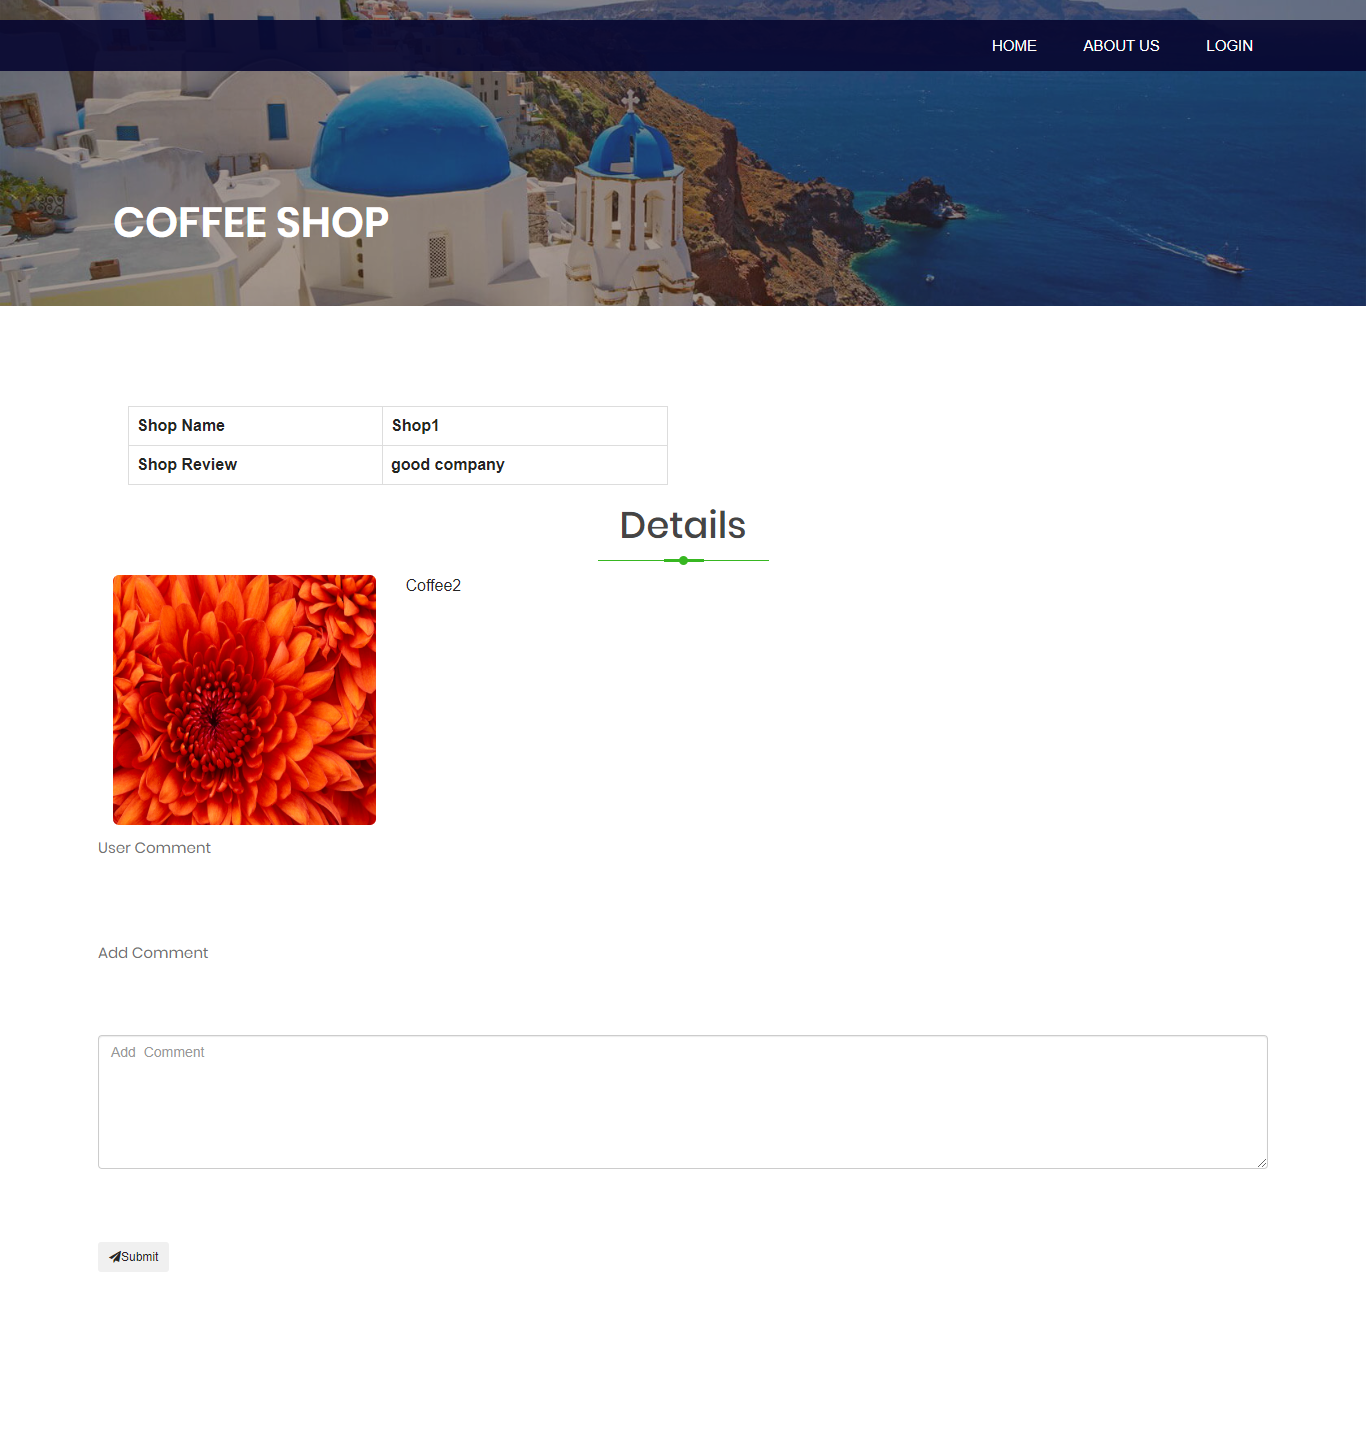 HOME ABOUT US LOGIN
COFFEE SHOP
Shop Name Shop1
Shop Review good company
Details
Coffee2
User Comment
Add Comment
Add Comment
Submit